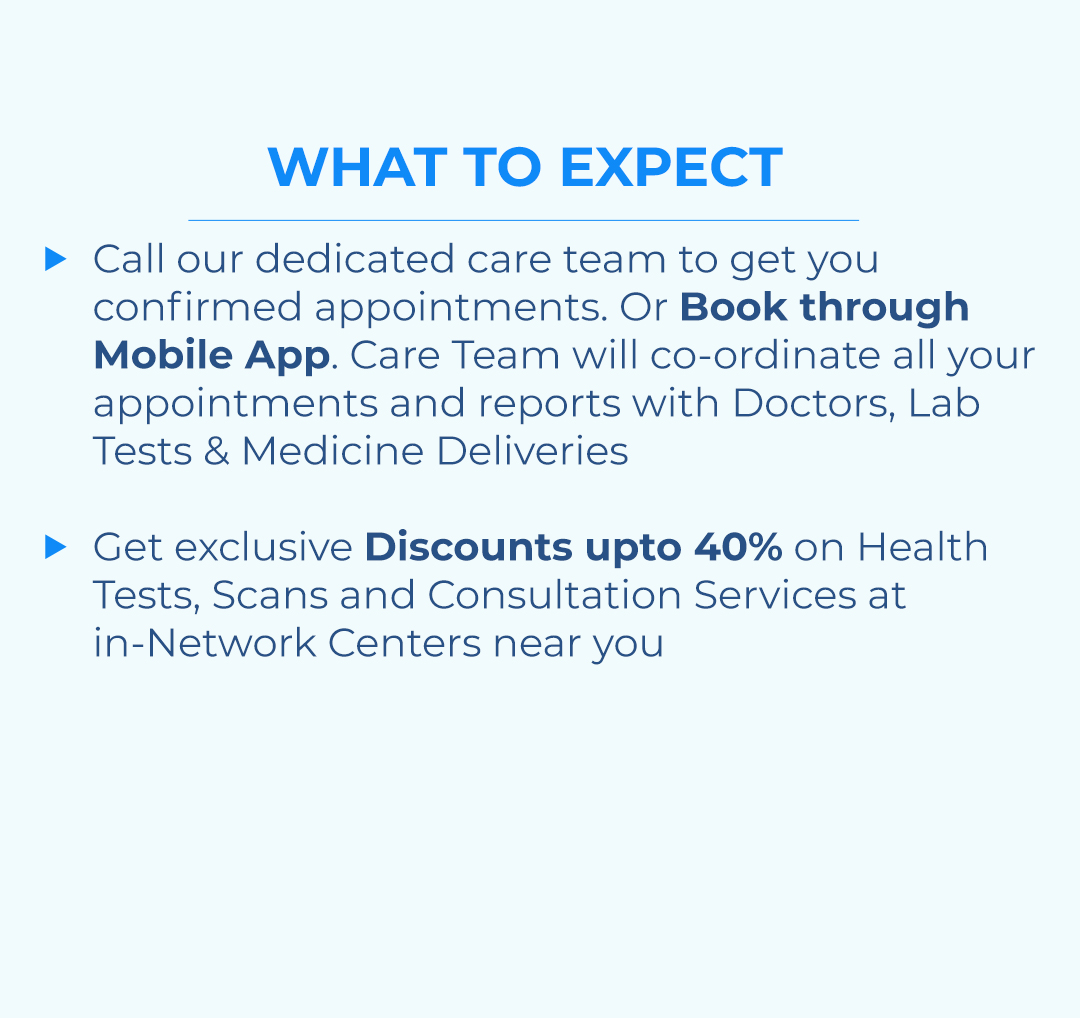 WHAT TO EXPECT
Call our dedicated care team to get you
confirmed appointments. Or Book through
Mobile App. Care Team will co-ordinate all your
appointments and reports with Doctors, Lab
Tests & Medicine Deliveries
Get exclusive Discounts upto 40% on Health
Tests, Scans and Consultation Services at
in-Network Centers near you